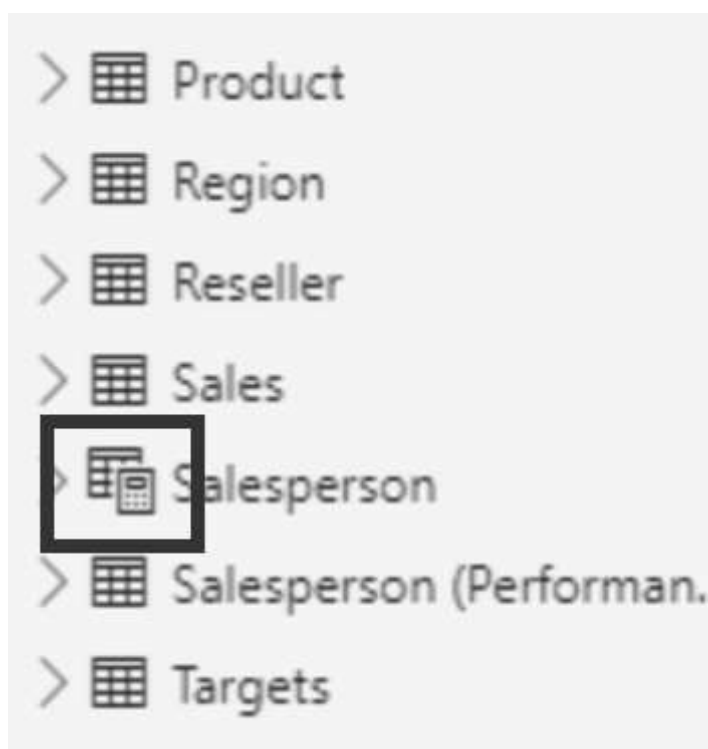 Product
Region
Reseller
Sales
Salesperson
Salesperson (Performan.
Targets